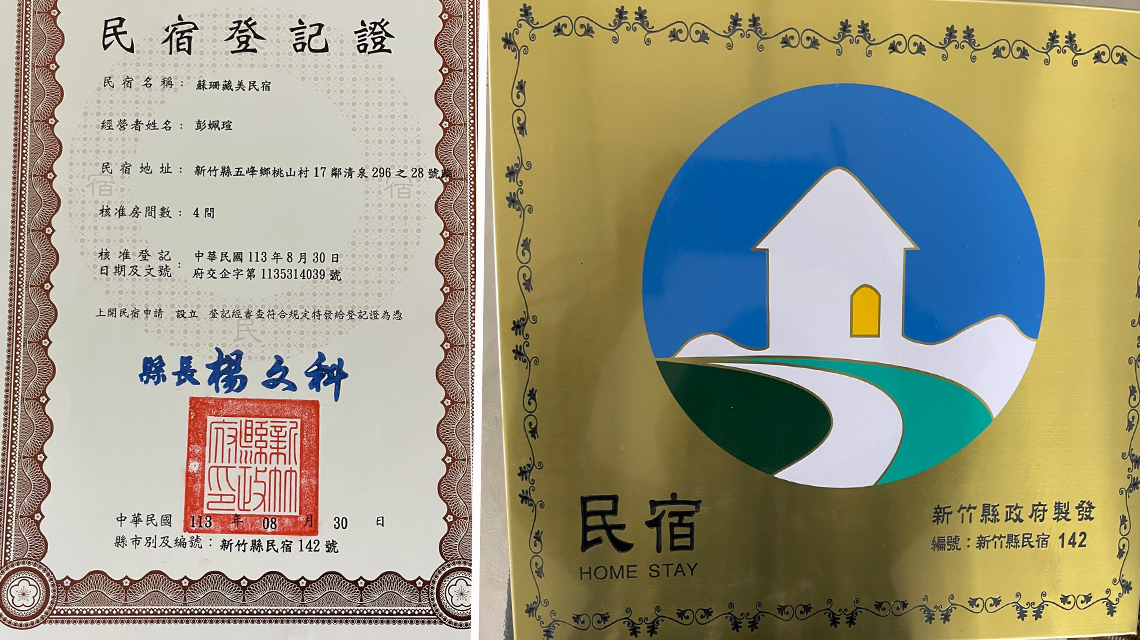 民宿登記證
民宿名稱：蘇珊藏美民宿
經營者姓名：彭姵瑄
民宿地址：新竹縣五峰鄉桃山村17鄰清泉296之28號
核准房間數：4間
核准登記日期及文號：中華民國113年8月30日
府交企字第1135314039號
上開民宿申請 設立 登記經審查符合規定特發給登記證為憑
縣長楊文科
新竹縣政府印
中華民國 113 年 08 月 30 日
縣市別及編號：新竹縣民宿142號
宿
宿
民
民宿
HOME STAY
新竹縣政府製發
編號：新竹縣民宿 142